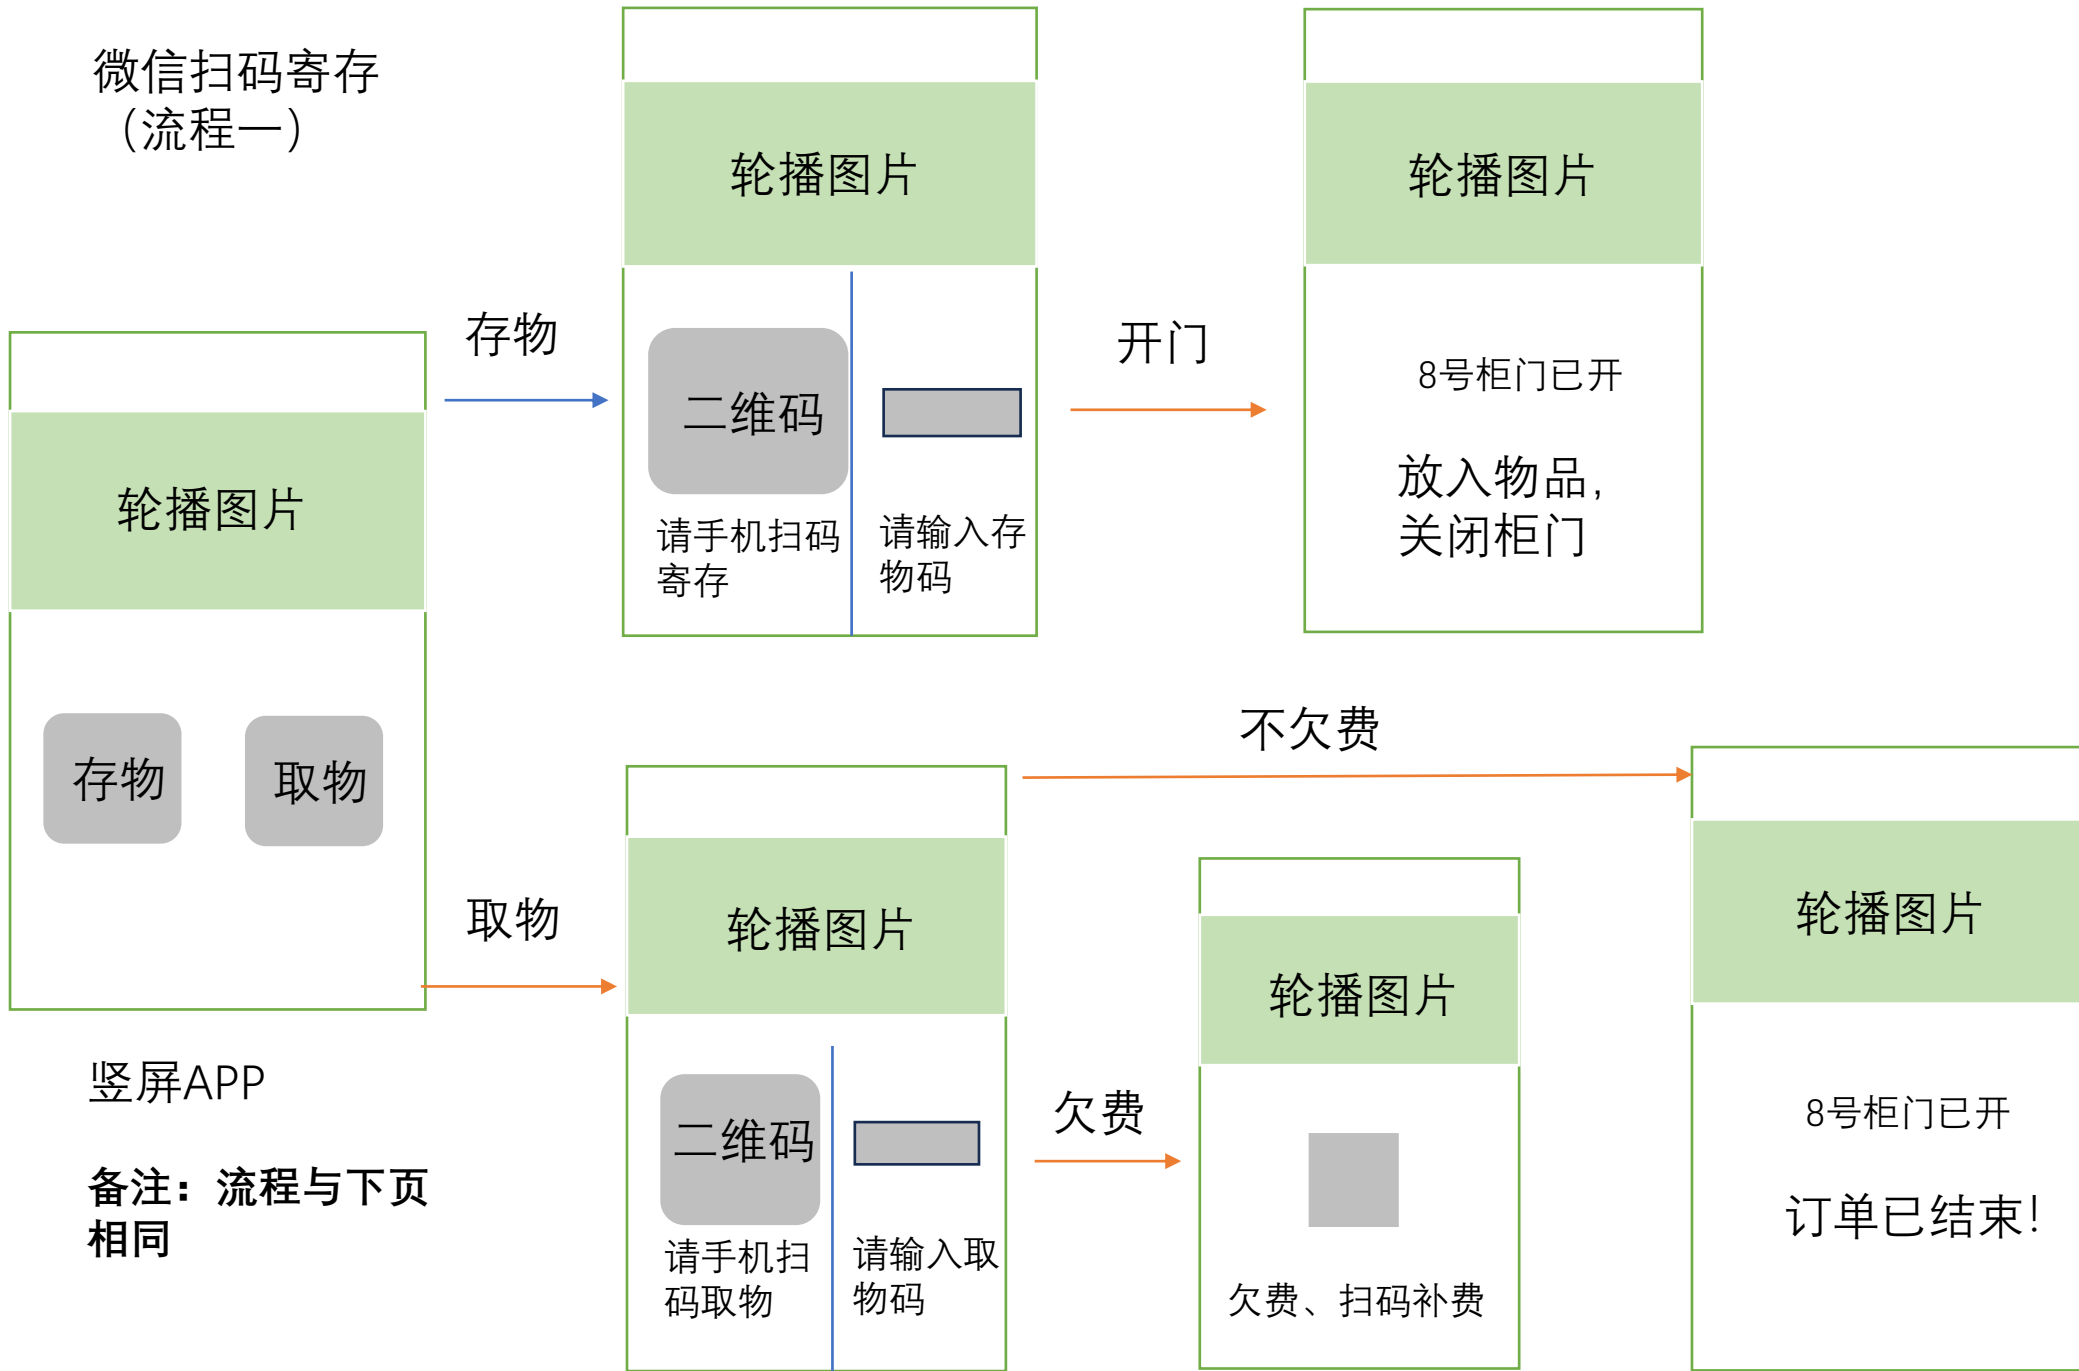 微信扫码寄存
（流程一）
轮播图片
存物
取物
竖屏APP
备注：流程与下页
相同
存物
轮播图片
二维码
请手机扫码
寄存
请输入存
物码
开门
轮播图片
8号柜门已开
放入物品，
关闭柜门
取物
轮播图片
二维码
请手机扫
码取物
请输入取
物码
不欠费
欠费
轮播图片
欠费、扫码补费
轮播图片
8号柜门已开
订单已结束！